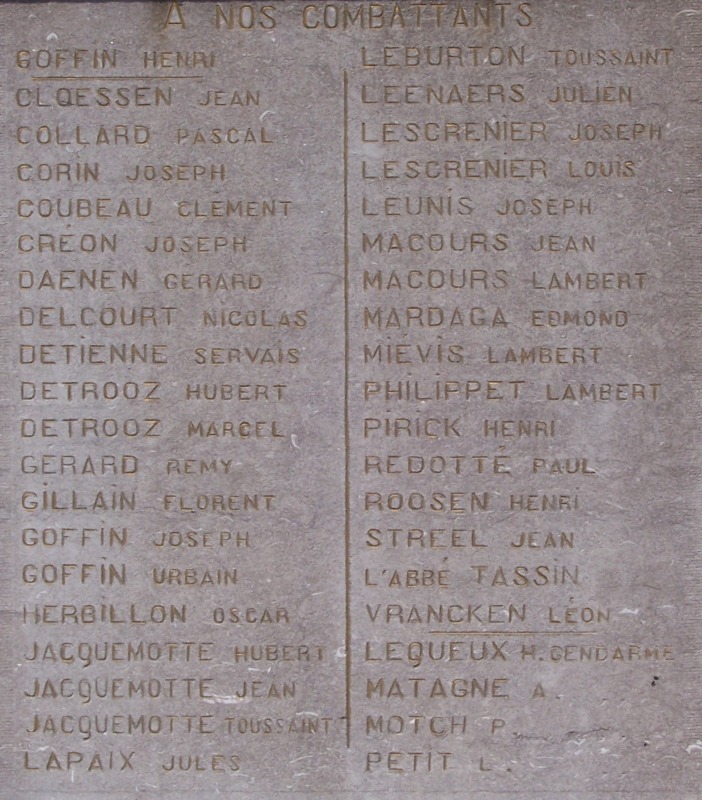 A NOS COMBATTANTS
GOFFIN HENRI
CLOESSEN JEAN
COLLARD PASCAL
CORIN JOSEPH
COUBEAU CLEMENT
CRÉON JOSEPH
DAENEN GERARD
DELCOURT NICOLAS
DETIENNE SERVAIS
DETROOZ HUBERT
DETROOZ MARCEL
GERARD REMY
GILLAIN FLORENT
GOFFIN JOSEPH
GOFFIN URBAIN
HERBILLON OSCAR
JACQUEMOTTE HUBERT
JACQUEMOTTE JEAN
JACQUEMOTTE TOUSSAINT
LAPAIX JULES
LEBURTON TOUSSAINT
LEENAERS JULIEN
LESCRENIER JOSEPH
LESCRENIER LOUIS
LEUNIS JOSEPH
MACOURS JEAN
MACOURS LAMBERT
MARDAGA EDMOND
MIEVIS LAMBERT
PHILIPPET LAMBERT
PIRICK HENRI
REDOTTÉ PAUL
ROOSEN HENRI
STREEL JEAN
L'ABBÉ TASSIN
VRANCKEN LÉON
LEQUEUX H. GENDARME
MATAGNE A.
MOTCH P.
PETIT L.